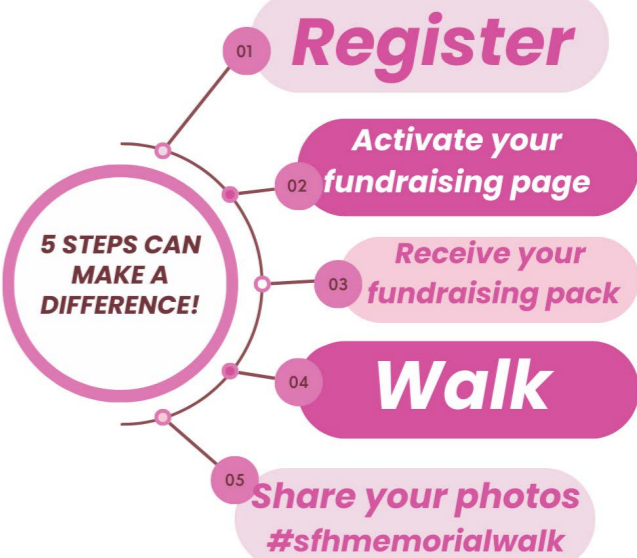 01
Register
02
Activate your
fundraising page
5 STEPS CAN
MAKE A
DIFFERENCE!
03
Receive your
fundraising pack
04
Walk
05
Share your photos
#sfhmemorialwalk